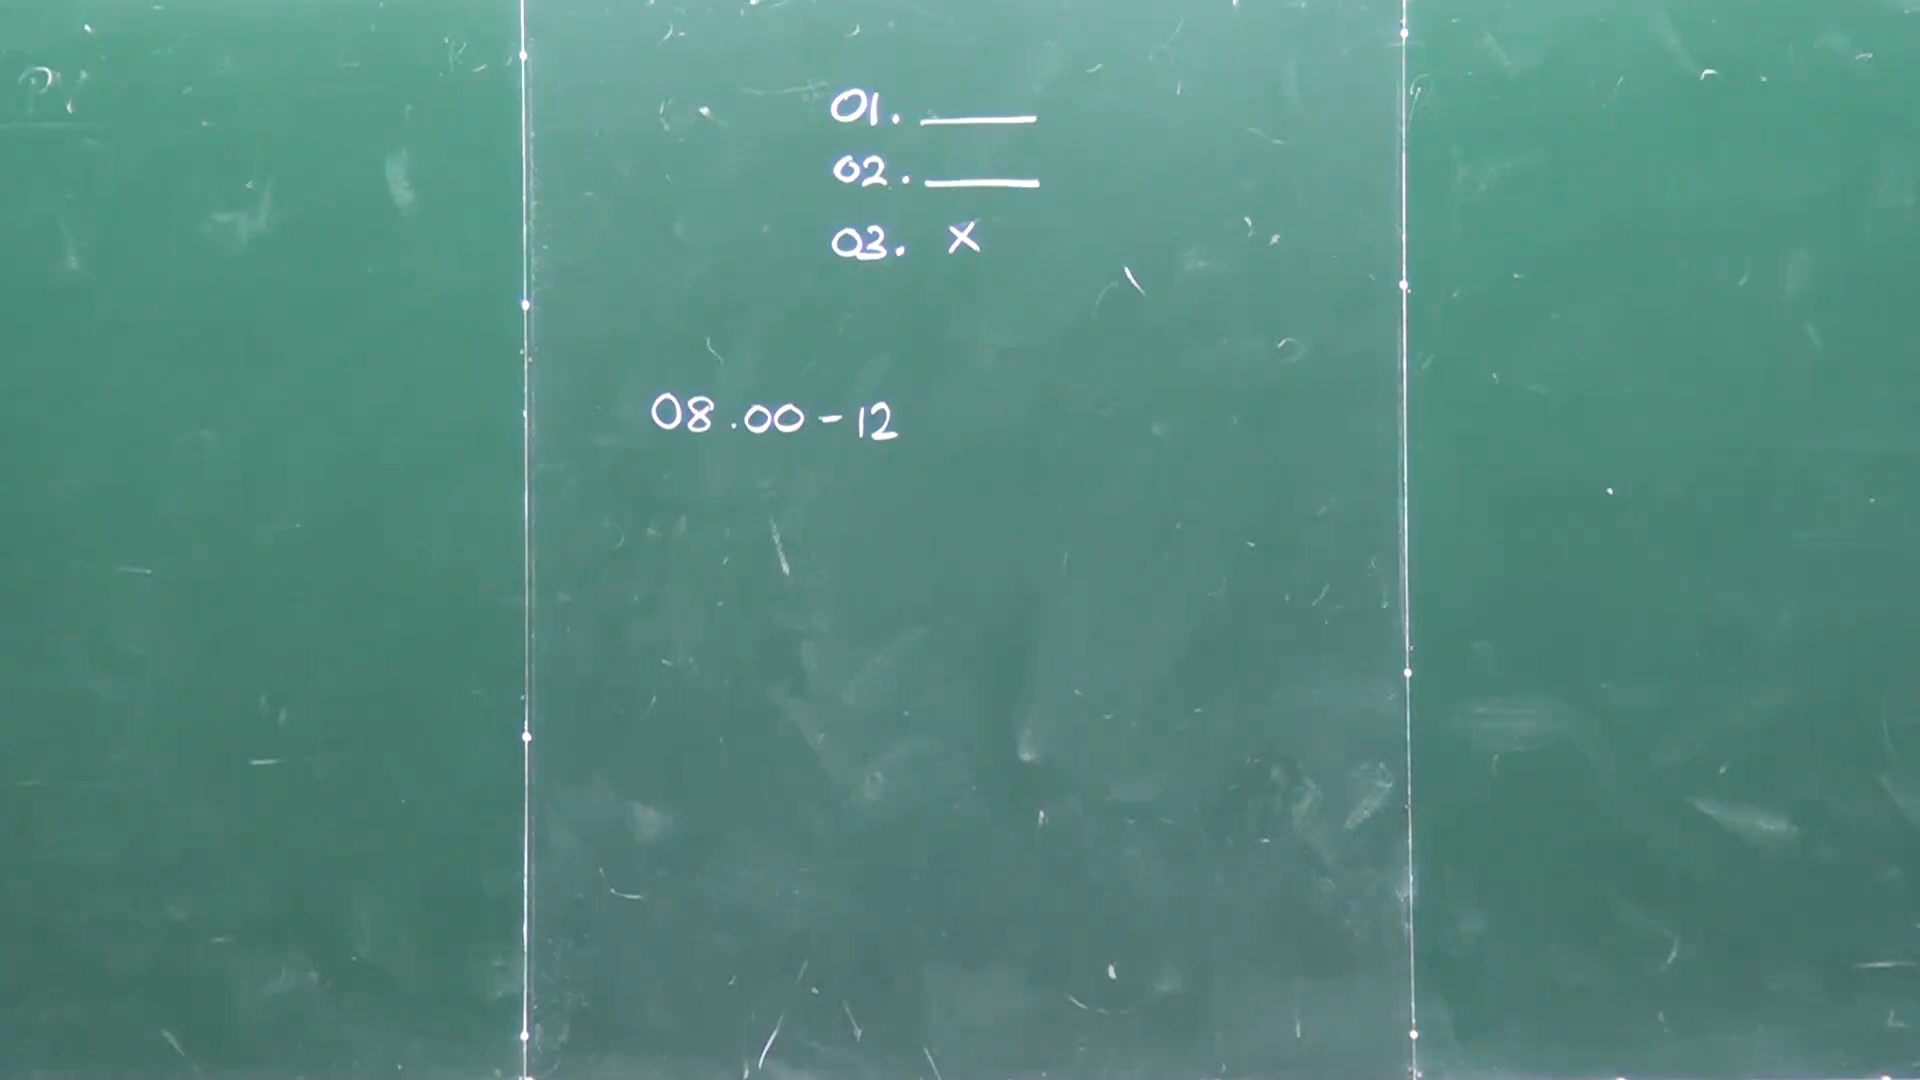 01. ____
02. ____
03. X
08.00-12